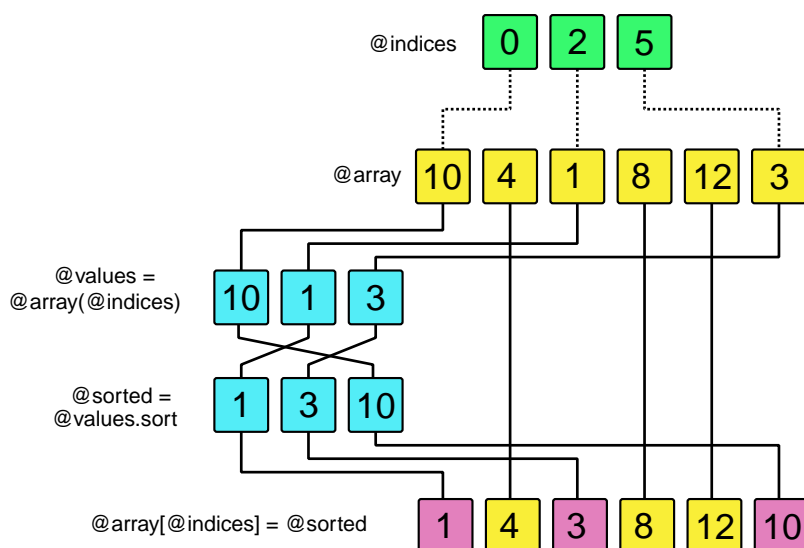 @indices 0 2 5
@array 10 4 1 8 12 3
@values =
@array(@indices)
10 1 3
@sorted =
@values.sort
1 3 10
@array[@indices] = @sorted 1 4 3 8 12 10